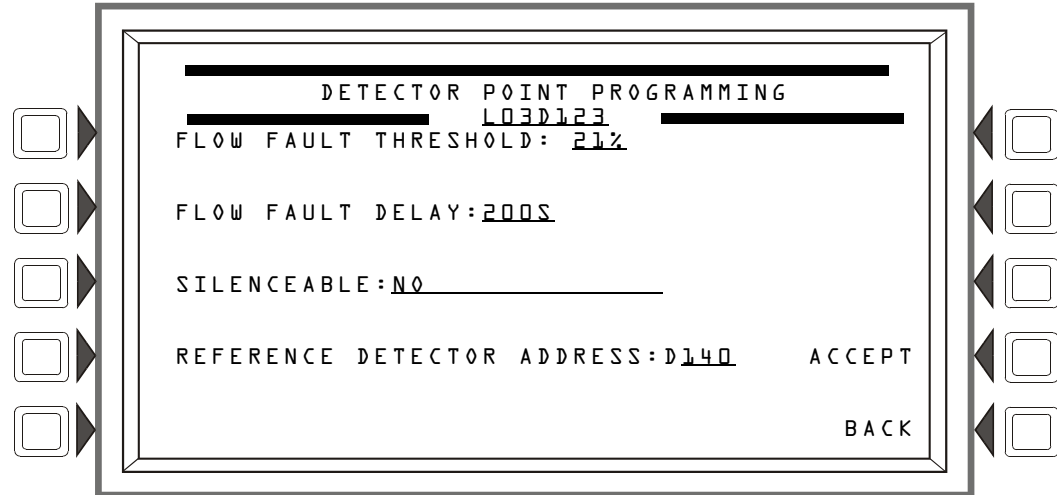 DETECTOR POINT PROGRAMMING
L03D123
FLOW FAULT THRESHOLD: 21%
FLOW FAULT DELAY:200S
SILENCEABLE:NO
REFERENCE DETECTOR ADDRESS:D140 ACCEPT
BACK